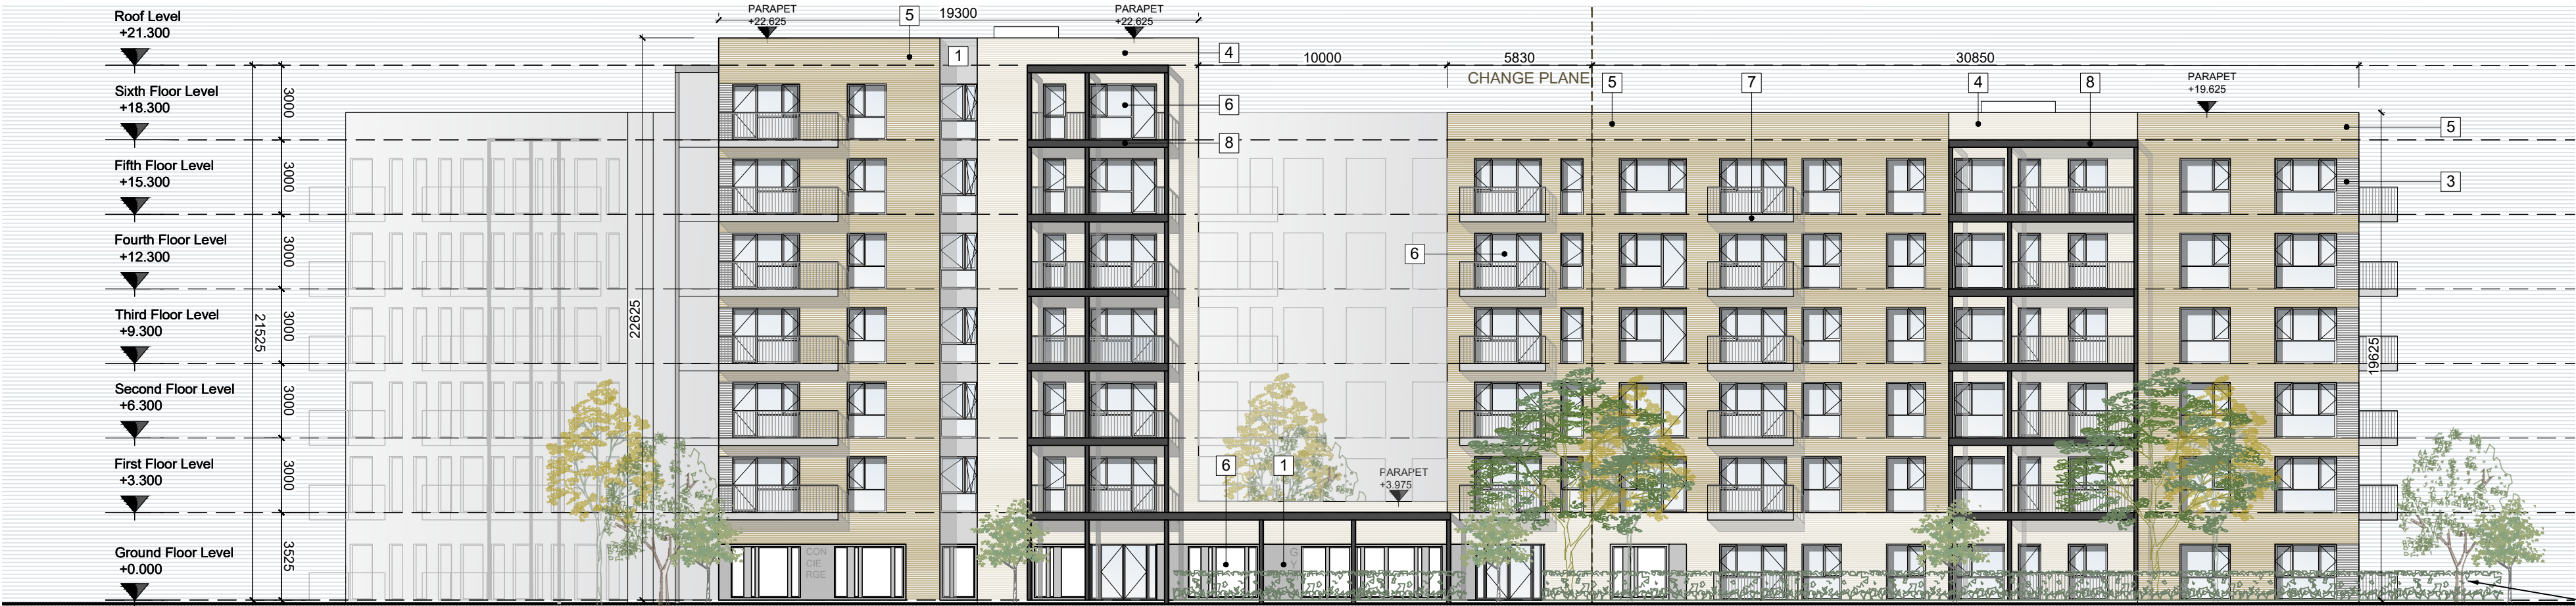 Roof Level
+21.300
Sixth Floor Level
+18.300
Fifth Floor Level
+15.300
Fourth Floor Level
+12.300
Third Floor Level
+9.300
Second Floor Level
+6.300
First Floor Level
+3.300
Ground Floor Level
+0.000
3000
3000
3000
3000
3000
3000
3525
21525
22625
PARAPET
+22.625
5
19300
PARAPET
+22.625
1
4
6
8
10000
5830
30850
CHANGE PLANE
5
7
4
8
PARAPET
+19.625
5
3
6
19625
6
1
PARAPET
+3.975
CON
CIE
RGE
G
Y